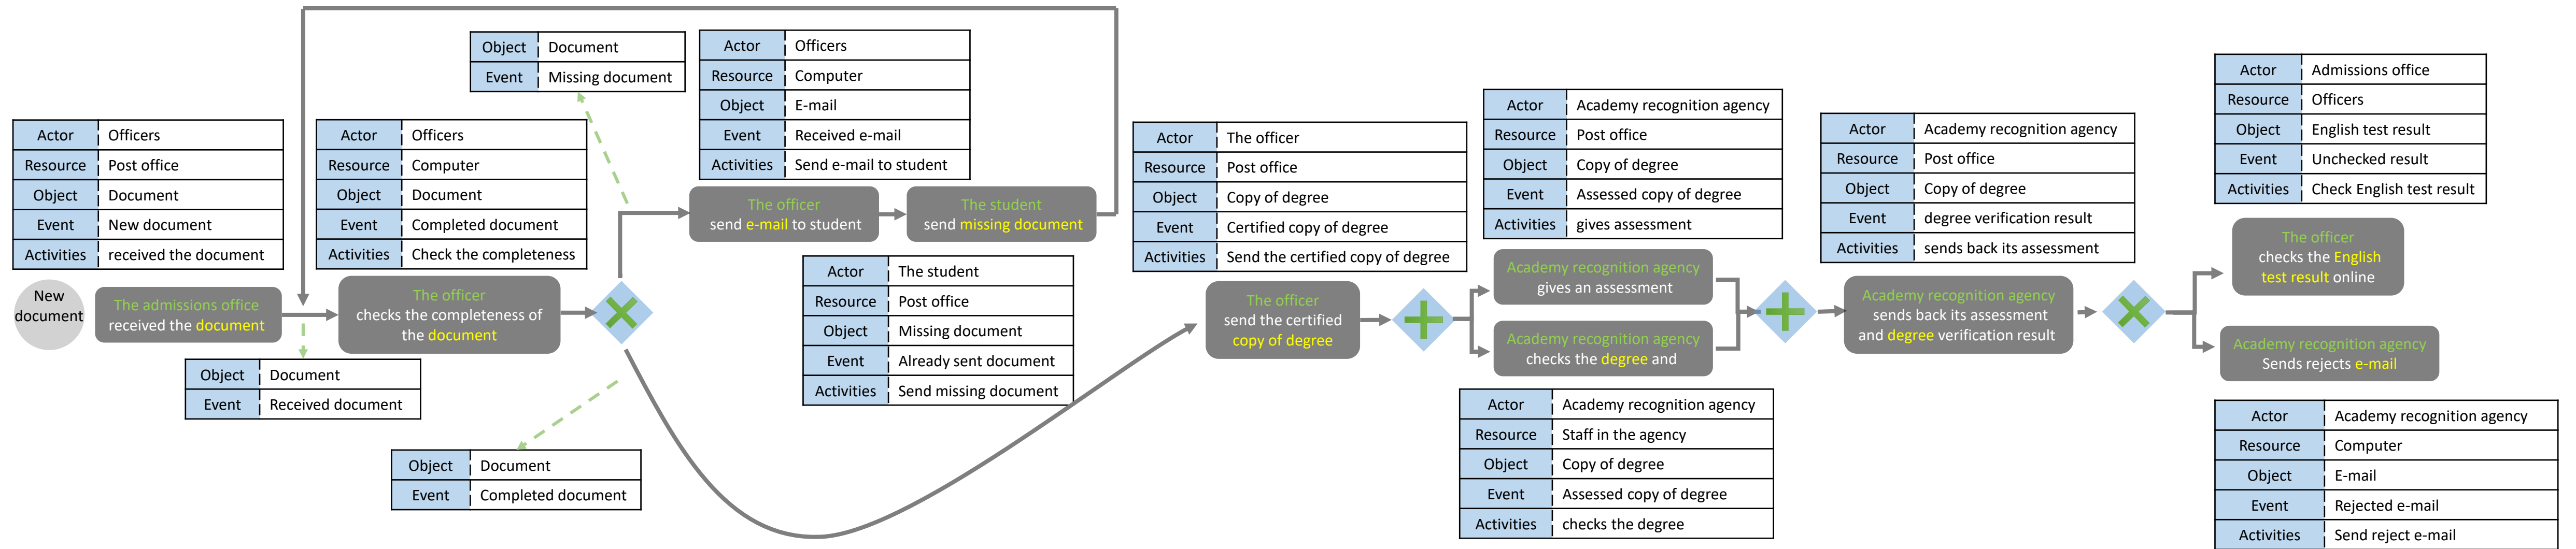 Object Document
Event Missing document
Actor Officers
Resource Computer
Object E-mail
Event Received e-mail
Activities Send e-mail to student
Actor Officers
Resource Post office
Object Document
Event New document
Activities received the document
Actor Officers
Resource Computer
Object Document
Event Completed document
Activities Check the completeness
New
document
The admissions office
received the document
The officer
checks the completeness of
the document
Object Document
Event Received document
Object Document
Event Completed document
The officer
send e-mail to student
The student
send missing document
Actor The student
Resource Post office
Object Missing document
Event Already sent document
Activities Send missing document
Actor The officer
Resource Post office
Object Copy of degree
Event Certified copy of degree
Activities Send the certified copy of degree
The officer
send the certified
copy of degree
Actor Academy recognition agency
Resource Post office
Object Copy of degree
Event Assessed copy of degree
Activities gives assessment
Academy recognition agency
gives an assessment
Academy recognition agency
checks the degree and
Actor Academy recognition agency
Resource Staff in the agency
Object Copy of degree
Event Assessed copy of degree
Activities checks the degree
Actor Academy recognition agency
Resource Post office
Object Copy of degree
Event degree verification result
Activities sends back its assessment
Academy recognition agency
sends back its assessment
and degree verification result
Actor Admissions office
Resource Officers
Object English test result
Event Unchecked result
Activities Check English test result
The officer
checks the English
test result online
Academy recognition agency
Sends rejects e-mail
Actor Academy recognition agency
Resource Computer
Object E-mail
Event Rejected e-mail
Activities Send reject e-mail